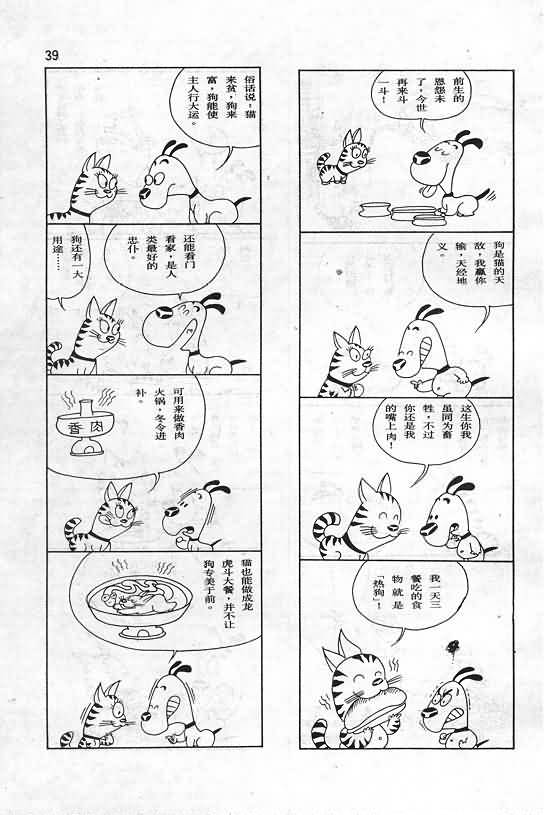 39
前生的
恩怨未
了，今世
再来斗
一斗！
狗是猫的天
敌，我赢你
输，天经地
义。
这生你我
虽同为畜
牲，不过
你还是我
的嘴上肉！
我一天三
餐吃的食
物就是
「热狗」！
俗话说，猫
来贫，狗来
富，狗能使
主人行大运。
还能看门
看家，是人
类最好的
忠仆。
狗还有一大
用途……
可用来做香肉
火锅，冬令进
补。
香肉
猫也能做成龙
虎斗大餐，并不让
狗专美于前。